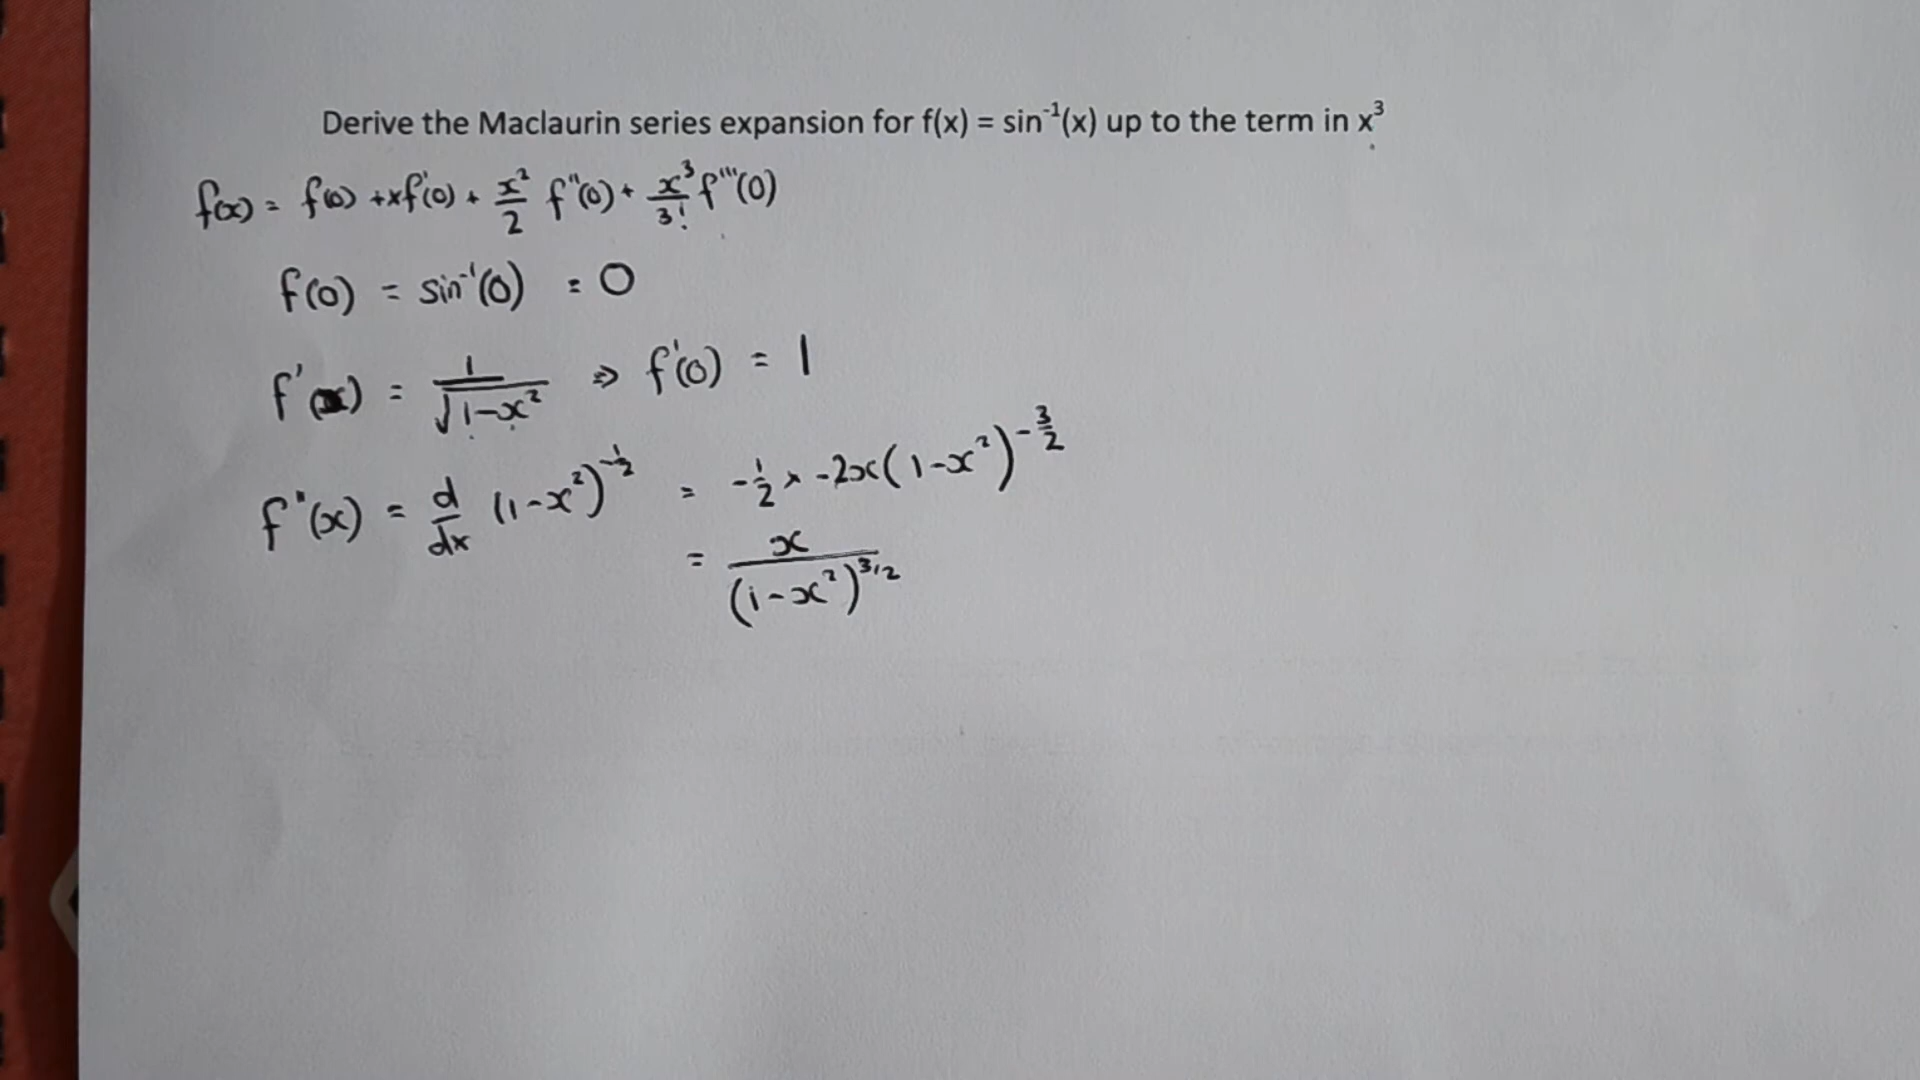 Derive the Maclaurin series expansion for f(x) = sin⁻¹(x) up to the term in x³
f(x) = f(0) + xf'(0) + x²/2 f''(0) + x³/3! f'''(0)
f(0) = sin⁻¹(0) = 0
f'(x) = 1/√(1-x²) ⇒ f'(0) = 1
f''(x) = d/dx (1-x²)^(-1/2) = -1/2 × -2x(1-x²)^(-3/2)
= x/(1-x²)^(3/2)